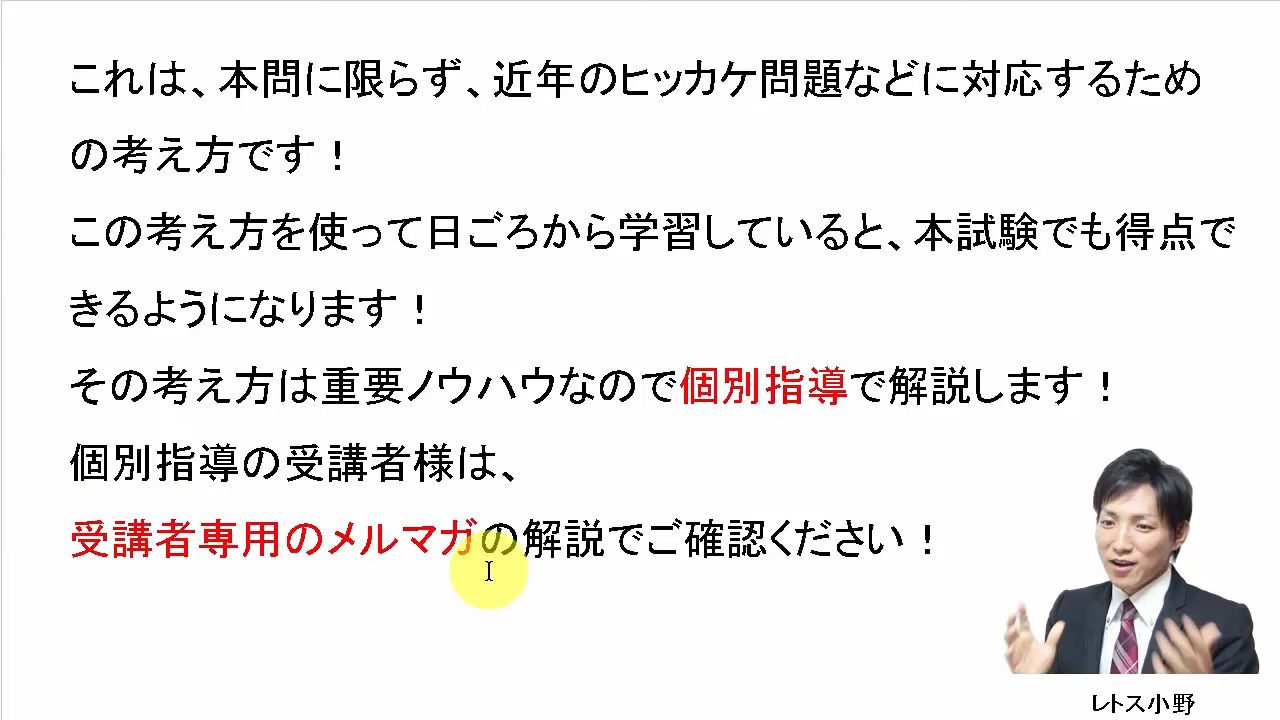 これは、本問に限らず、近年のヒッカケ問題などに対応するため
の考え方です！
この考え方を使って日ごろから学習していると、本試験でも得点で
きるようになります！
その考え方は重要ノウハウなので個別指導で解説します！
個別指導の受講者様は、
受講者専用のメルマガの解説でご確認ください！
レトス小野